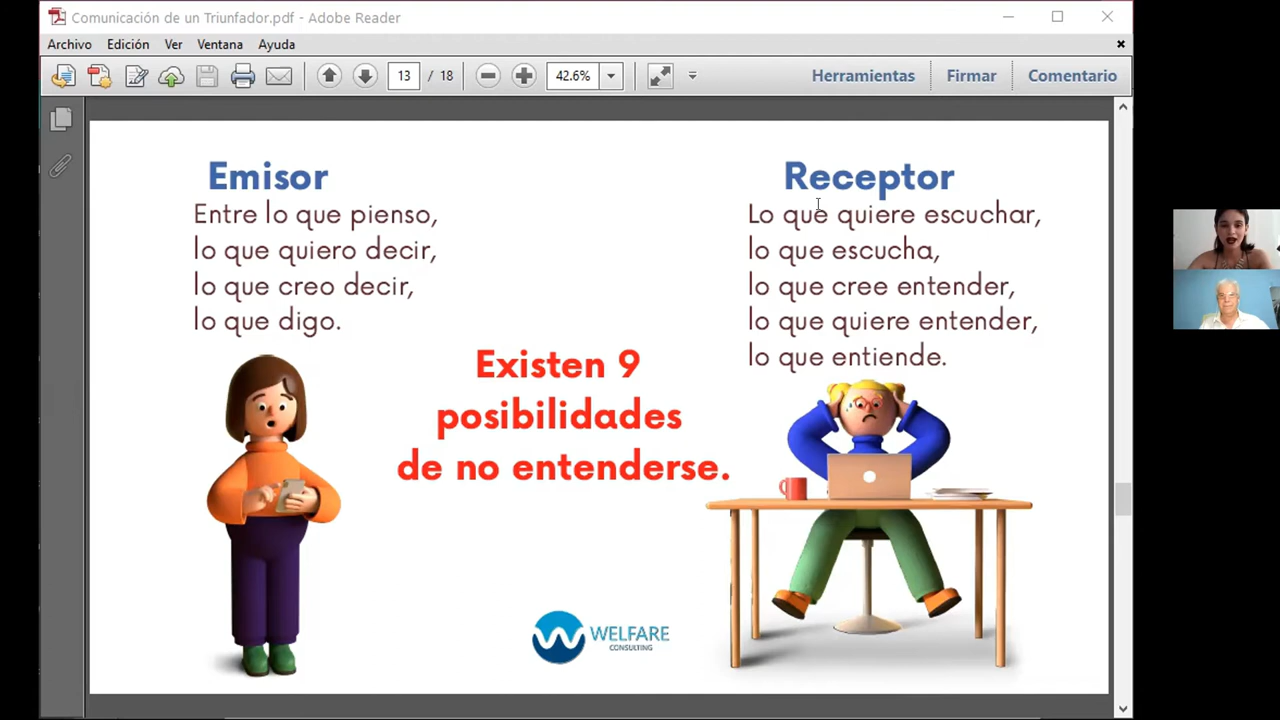 Comunicación de un Triunfador.pdf - Adobe Reader
Archivo Edición Ver Ventana Ayuda
13 / 18 42.6% Herramientas Firmar Comentario
Emisor
Entre lo que pienso,
lo que quiero decir,
lo que creo decir,
lo que digo.
Receptor
Lo que quiere escuchar,
lo que escucha,
lo que cree entender,
lo que quiere entender,
lo que entiende.
Existen 9
posibilidades
de no entenderse.
WELFARE
CONSULTING